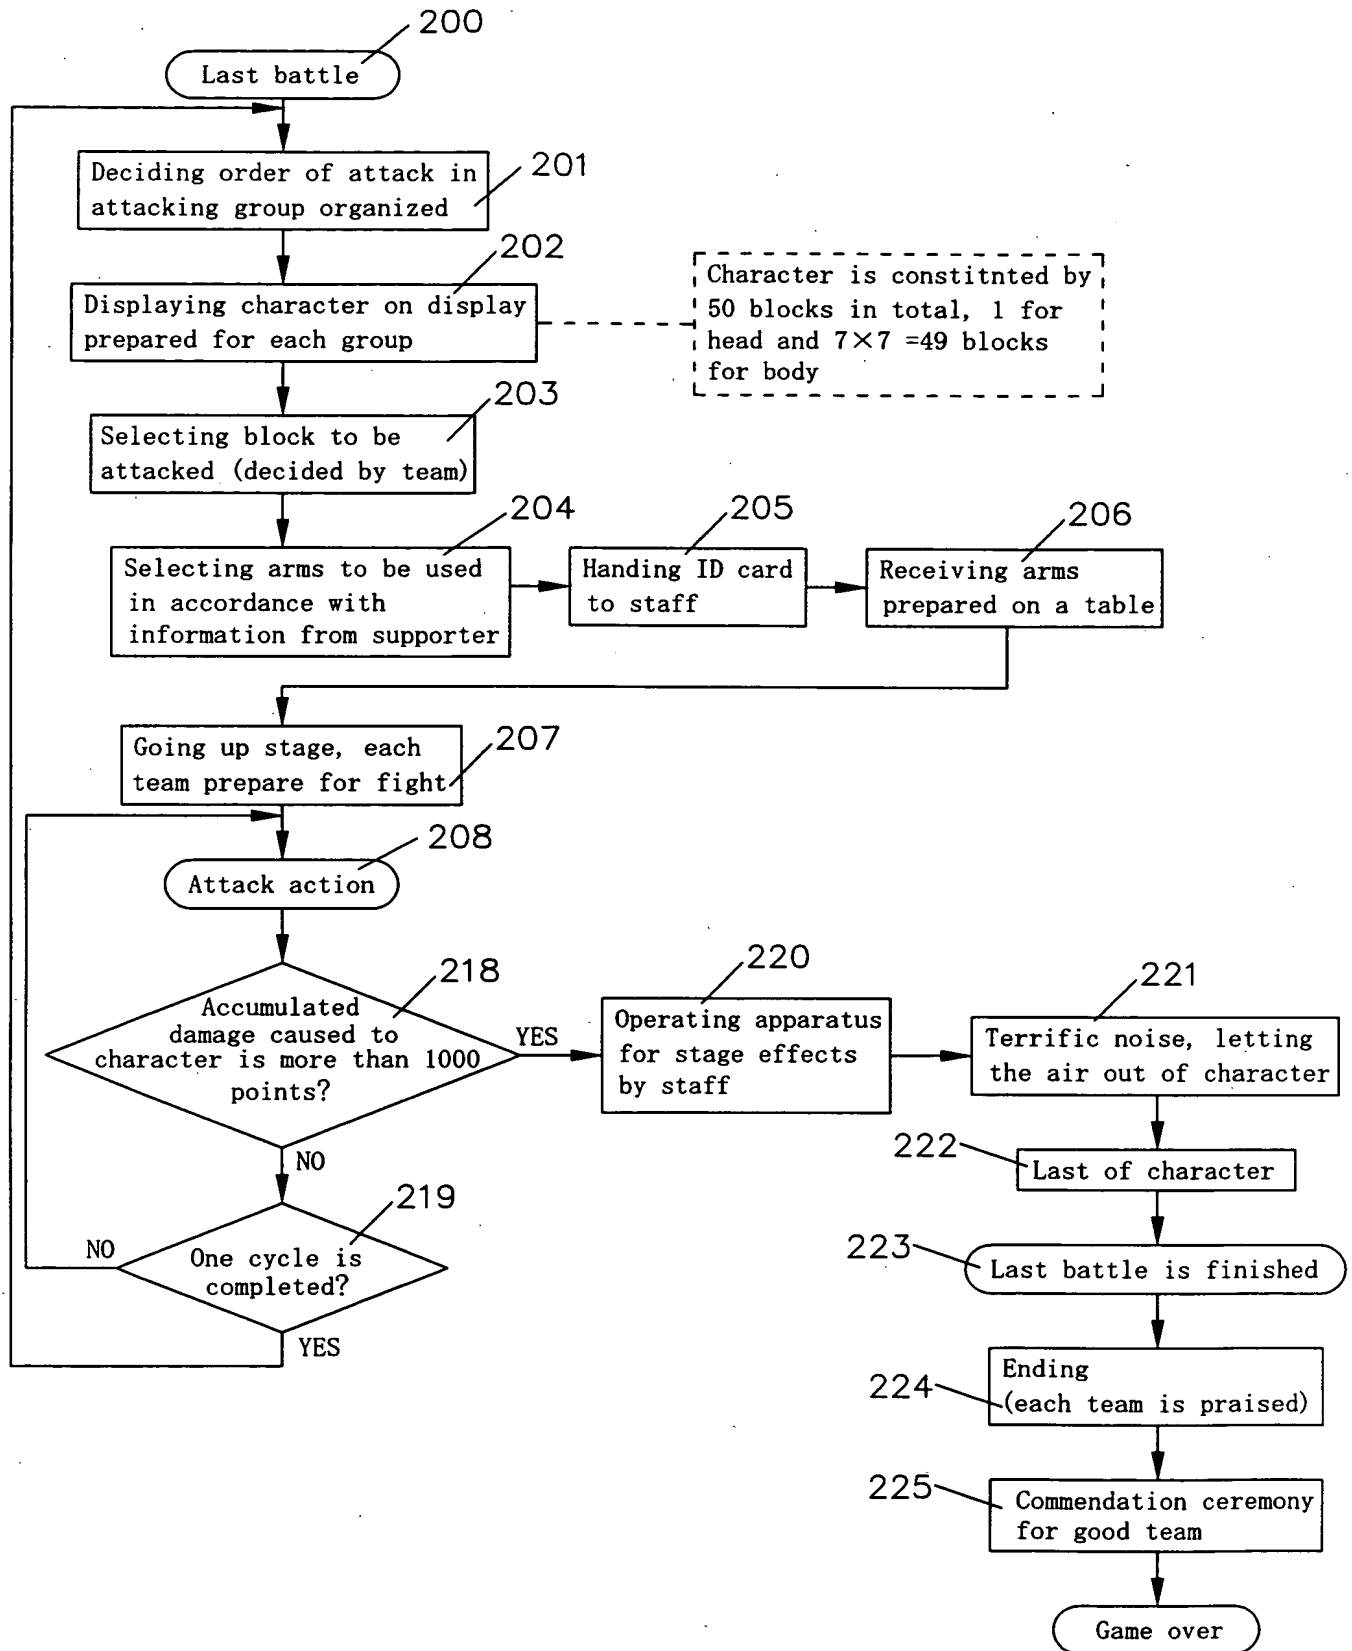 200
Last battle
Deciding order of attack in
attacking group organized
201
202
Displaying character on display
prepared for each group
Character is constitnted by
50 blocks in total, 1 for
head and 7×7 =49 blocks
for body
203
Selecting block to be
attacked (decided by team)
204
Selecting arms to be used
in accordance with
information from supporter
205
Handing ID card
to staff
206
Receiving arms
prepared on a table
Going up stage, each
team prepare for fight
207
208
Attack action
218
Accumulated
damage caused to
character is more than 1000
points?
YES
NO
219
One cycle is
completed?
NO
YES
220
Operating apparatus
for stage effects
by staff
221
Terrific noise, letting
the air out of character
222
Last of character
223
Last battle is finished
224
Ending
(each team is praised)
225
Commendation ceremony
for good team
Game over